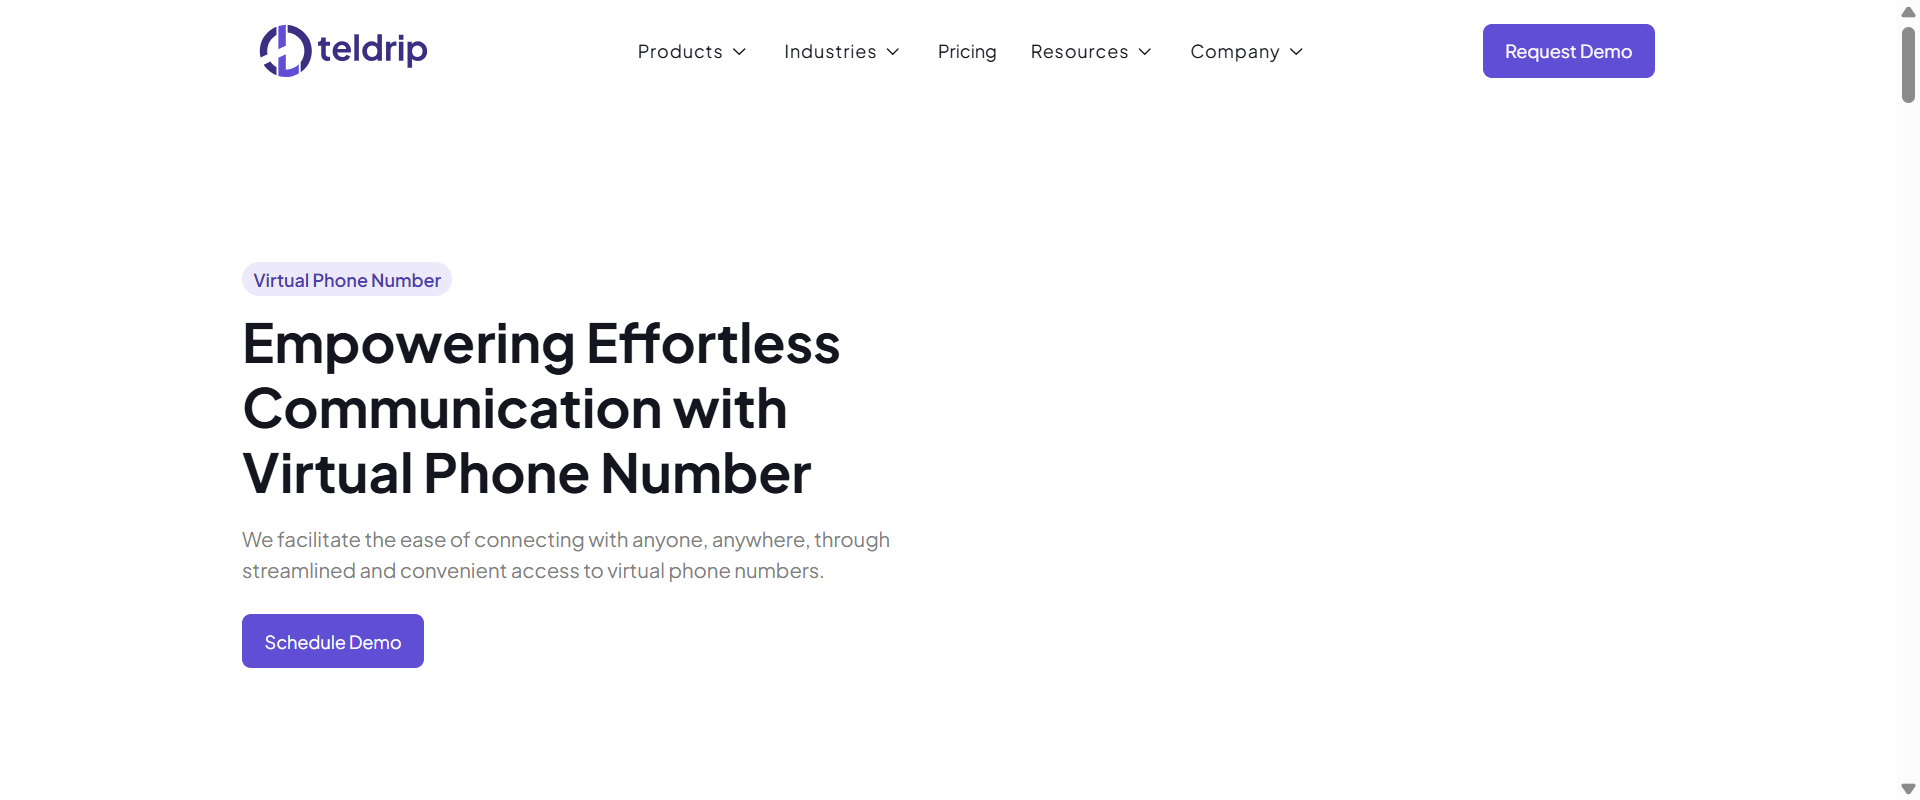 teldrip
Products
Industries
Pricing
Resources
Company
Request Demo
Virtual Phone Number
Empowering Effortless
Communication with
Virtual Phone Number
We facilitate the ease of connecting with anyone, anywhere, through
streamlined and convenient access to virtual phone numbers.
Schedule Demo